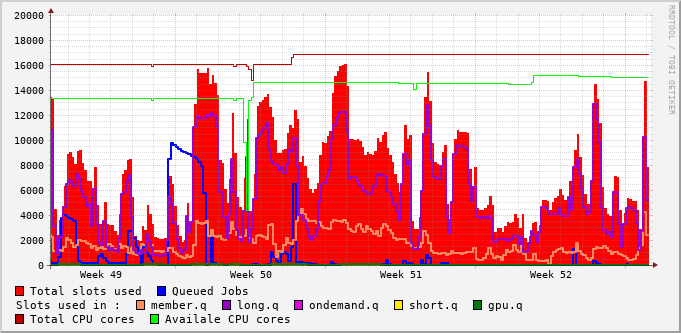 20000
18000
16000
14000
12000
10000
8000
6000
4000
2000
0
Week 49 Week 50 Week 51 Week 52
RRDTOOL / TOBI OETIKER
Total slots used Queued Jobs
Slots used in : member.q long.q ondemand.q short.q gpu.q
Total CPU cores Availale CPU cores